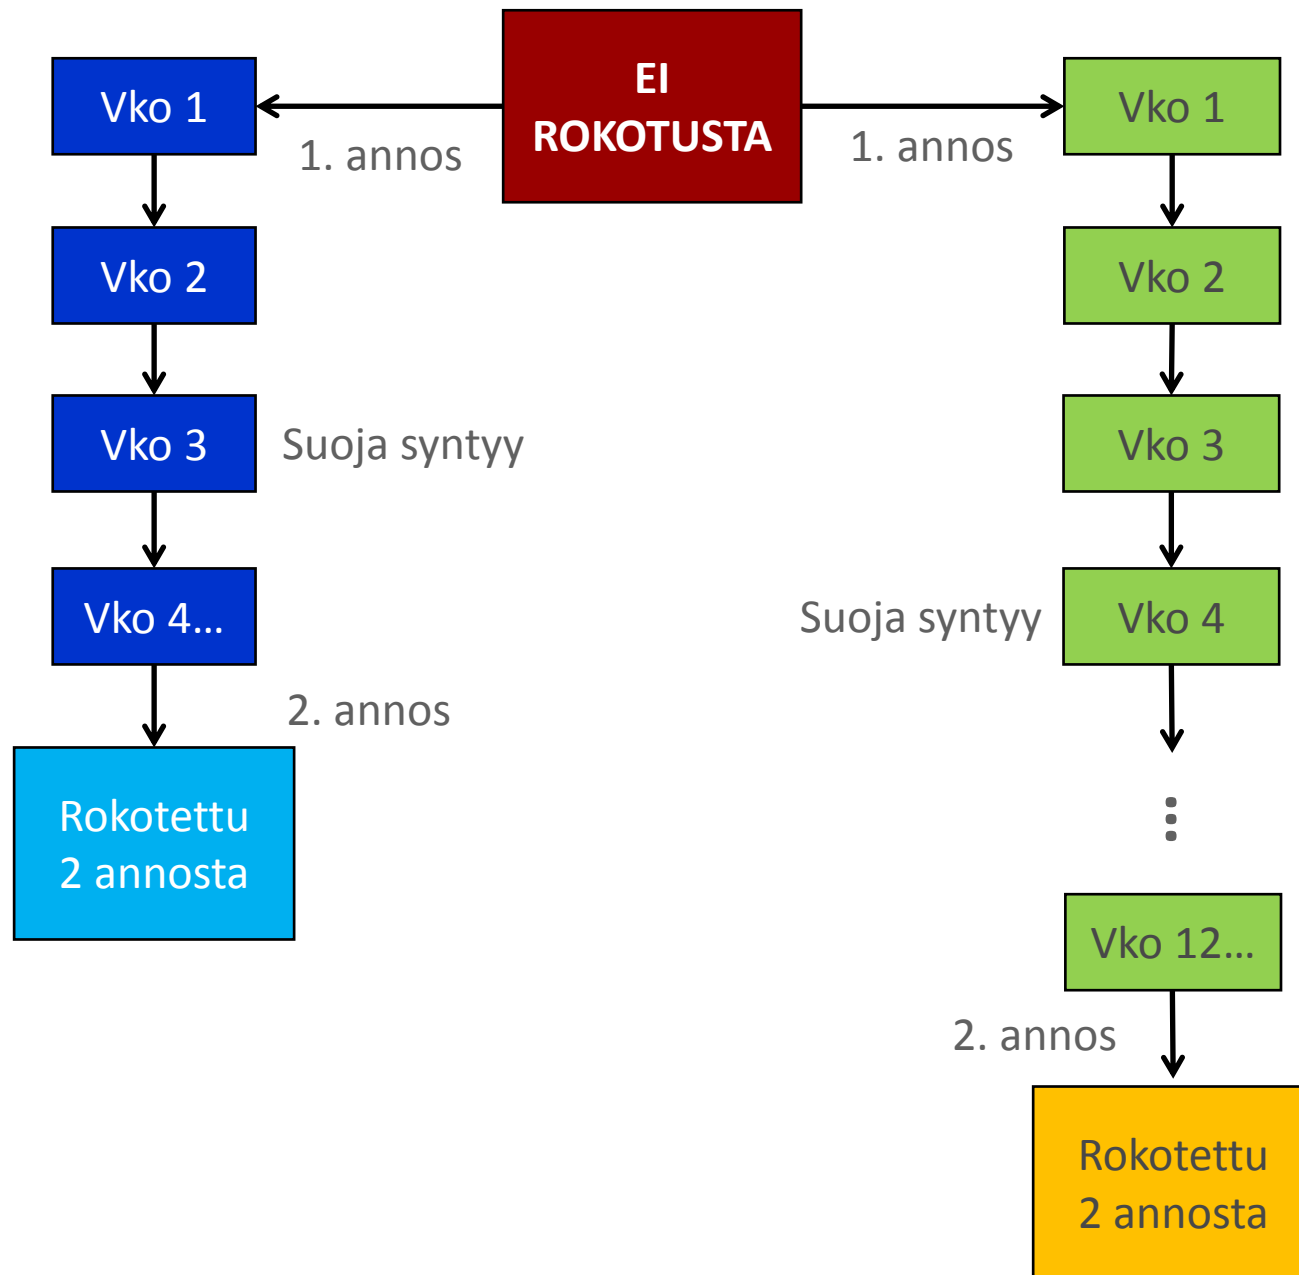 EI
ROKOTUSTA
1. annos
1. annos
Vko 1
Vko 2
Vko 3
Suoja syntyy
Vko 4...
2. annos
Rokotettu
2 annosta
Vko 1
Vko 2
Vko 3
Vko 4
Suoja syntyy
Vko 12...
2. annos
Rokotettu
2 annosta